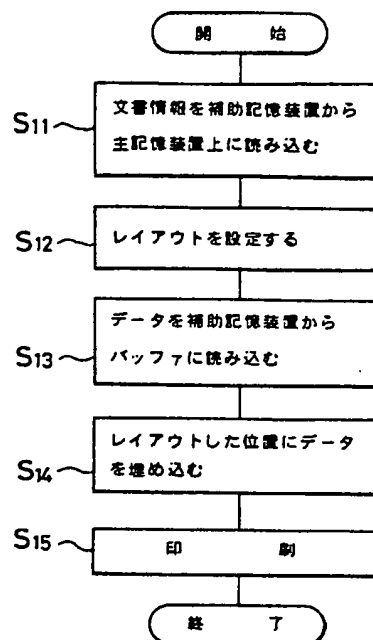 開 始
S11
文書情報を補助記憶装置から
主記憶装置上に読み込む
S12
レイアウトを設定する
S13
データを補助記憶装置から
バッファに読み込む
S14
レイアウトした位置にデータ
を埋め込む
S15
印 刷
終 了